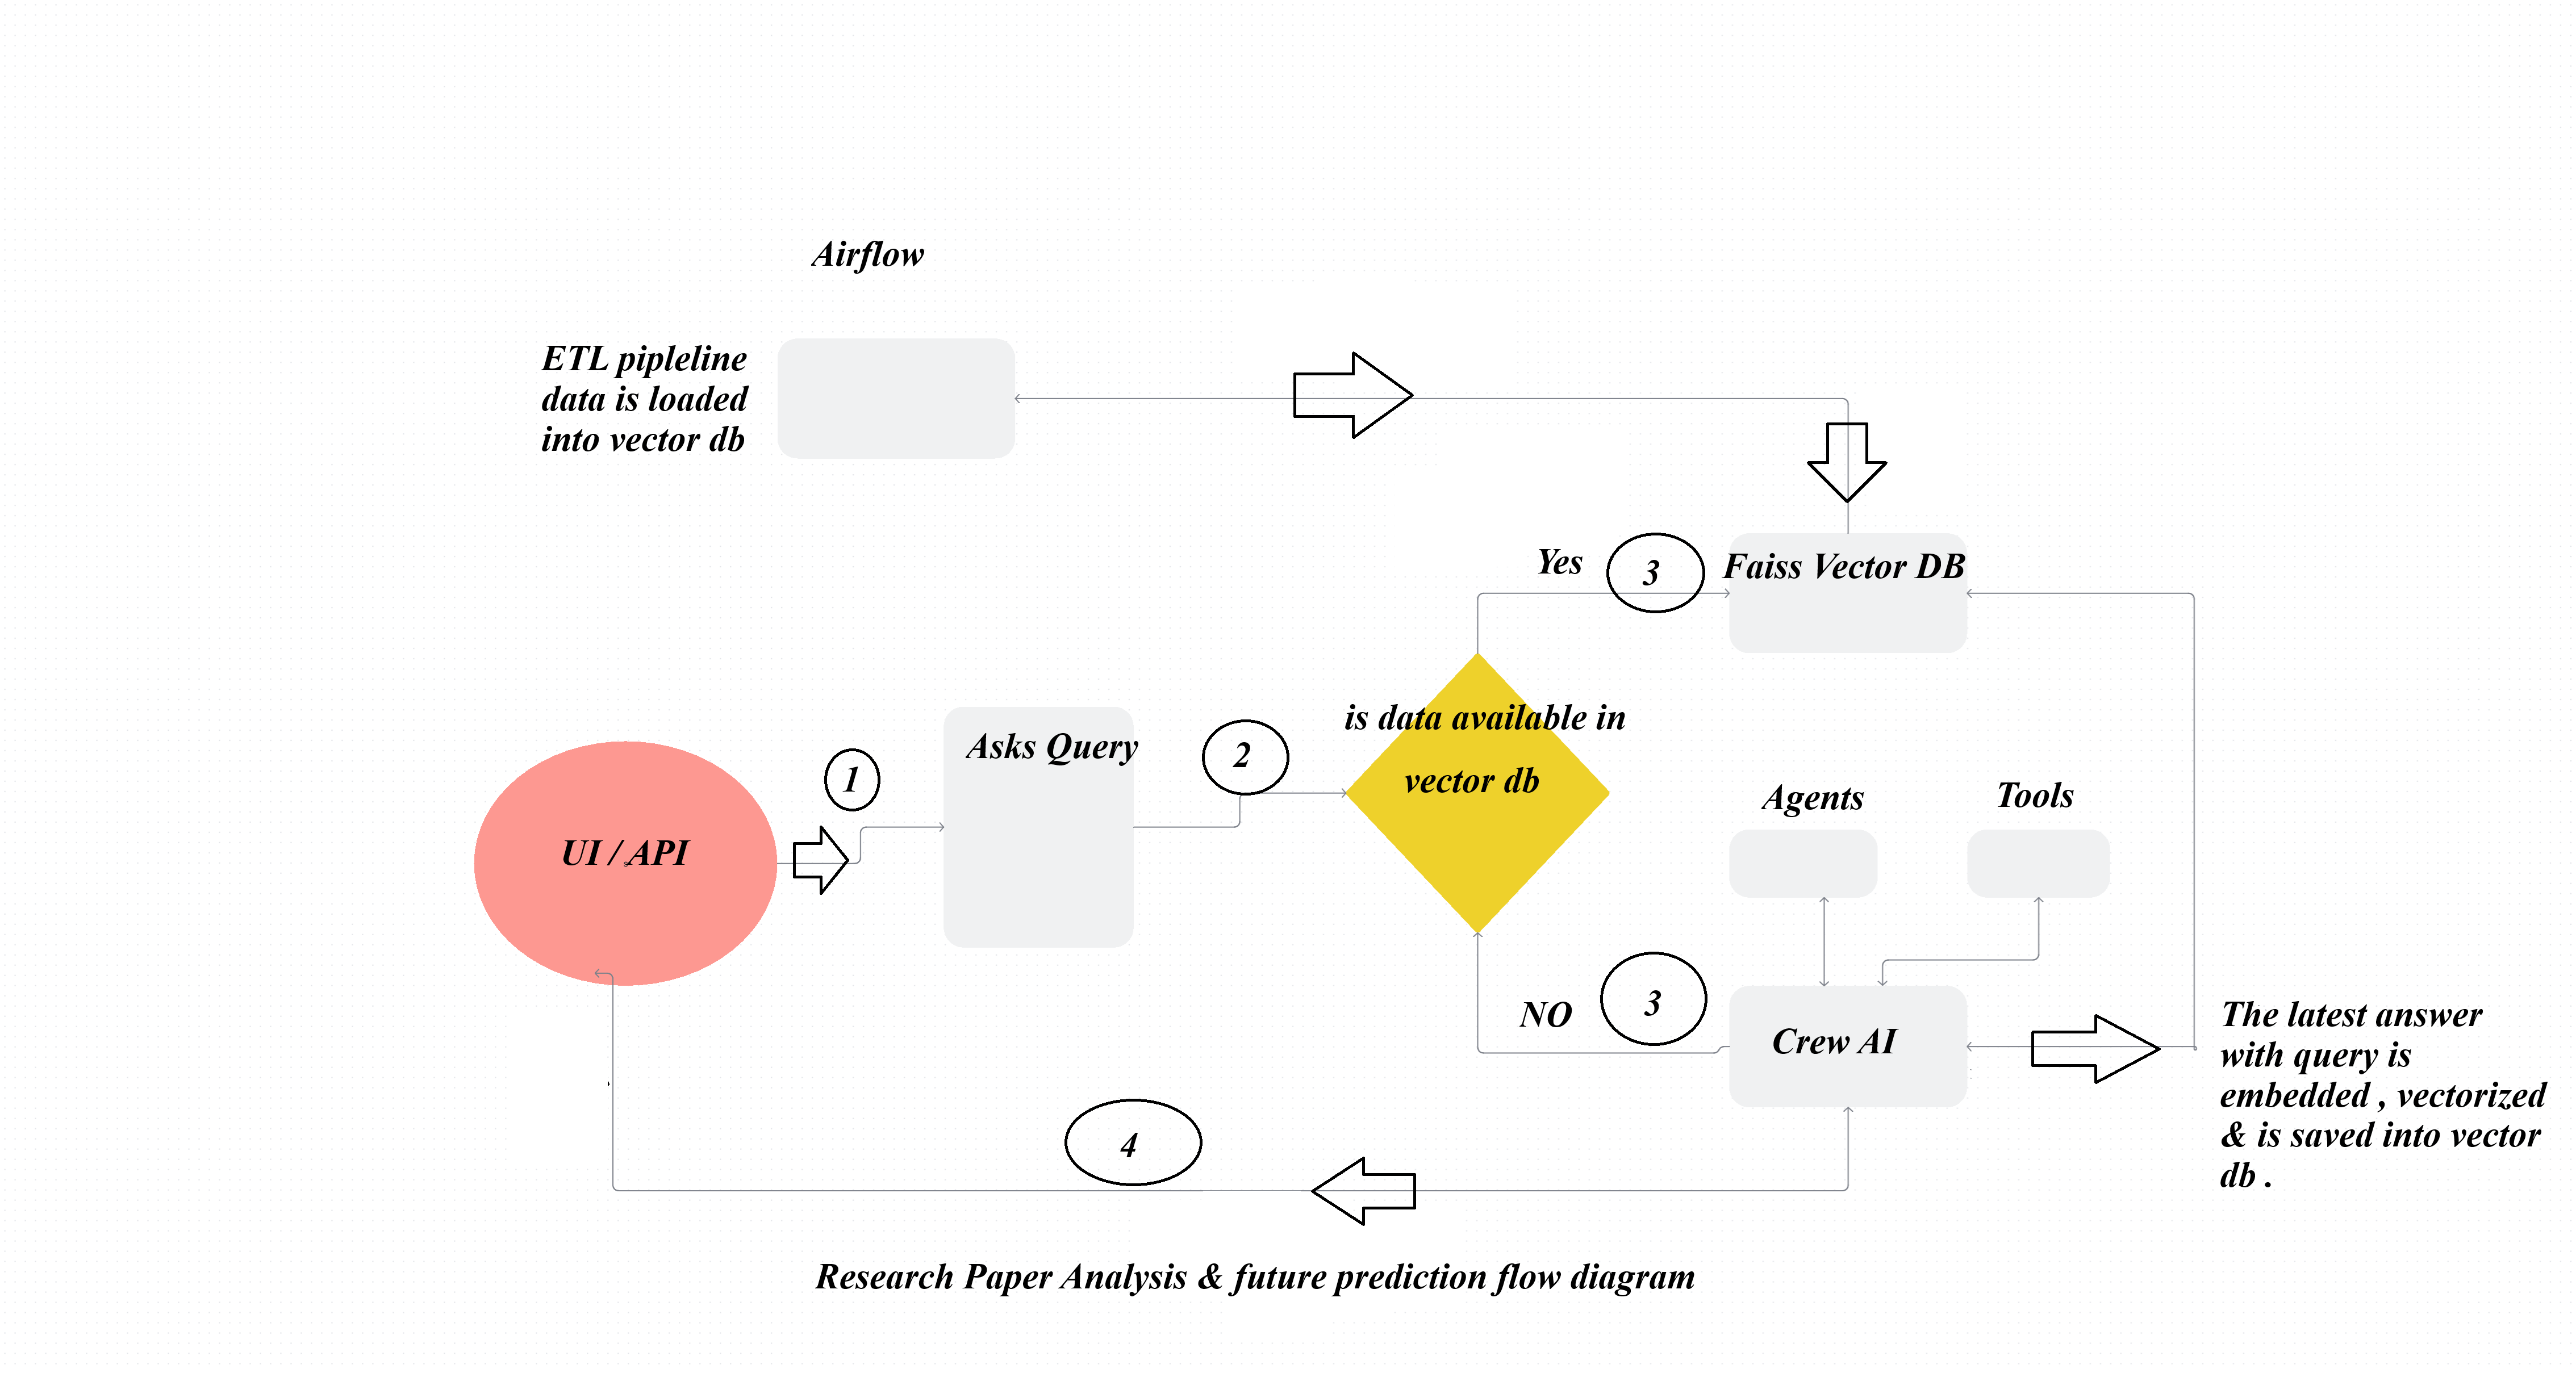 Airflow
ETL pipleline
data is loaded
into vector db
Yes
3
Faiss Vector DB
is data available in
vector db
Asks Query
2
1
UI / API
Agents
Tools
NO
3
Crew AI
The latest answer
with query is
embedded , vectorized
& is saved into vector
db .
4
Research Paper Analysis & future prediction flow diagram